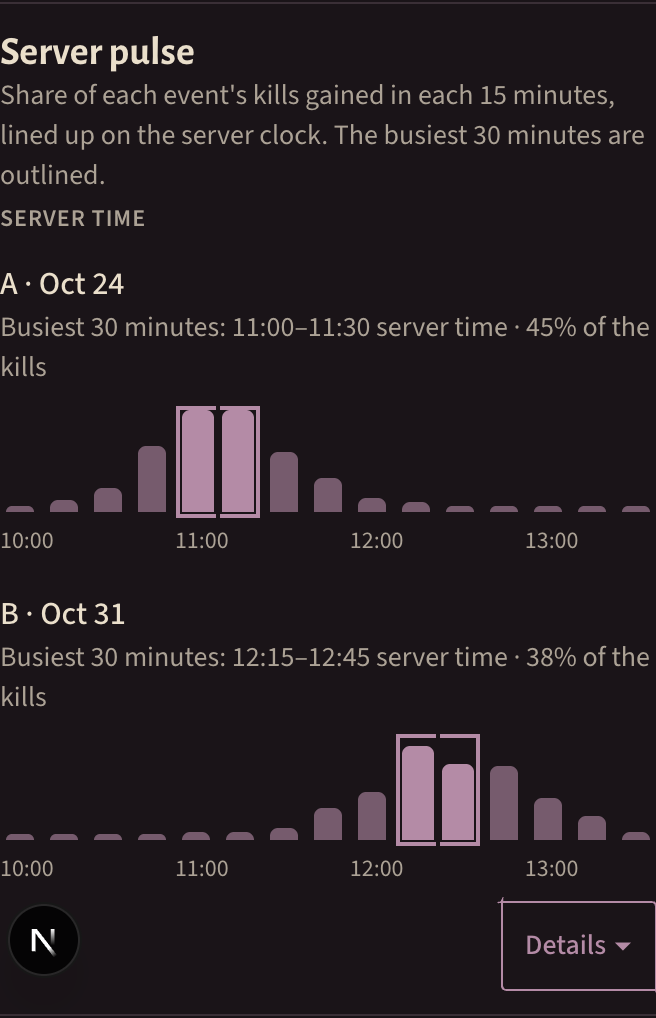 Server pulse
Share of each event's kills gained in each 15 minutes,
lined up on the server clock. The busiest 30 minutes are
outlined.
SERVER TIME
A · Oct 24
Busiest 30 minutes: 11:00–11:30 server time · 45% of the
kills
10:00 11:00 12:00 13:00
B · Oct 31
Busiest 30 minutes: 12:15–12:45 server time · 38% of the
kills
10:00 11:00 12:00 13:00
N
Details